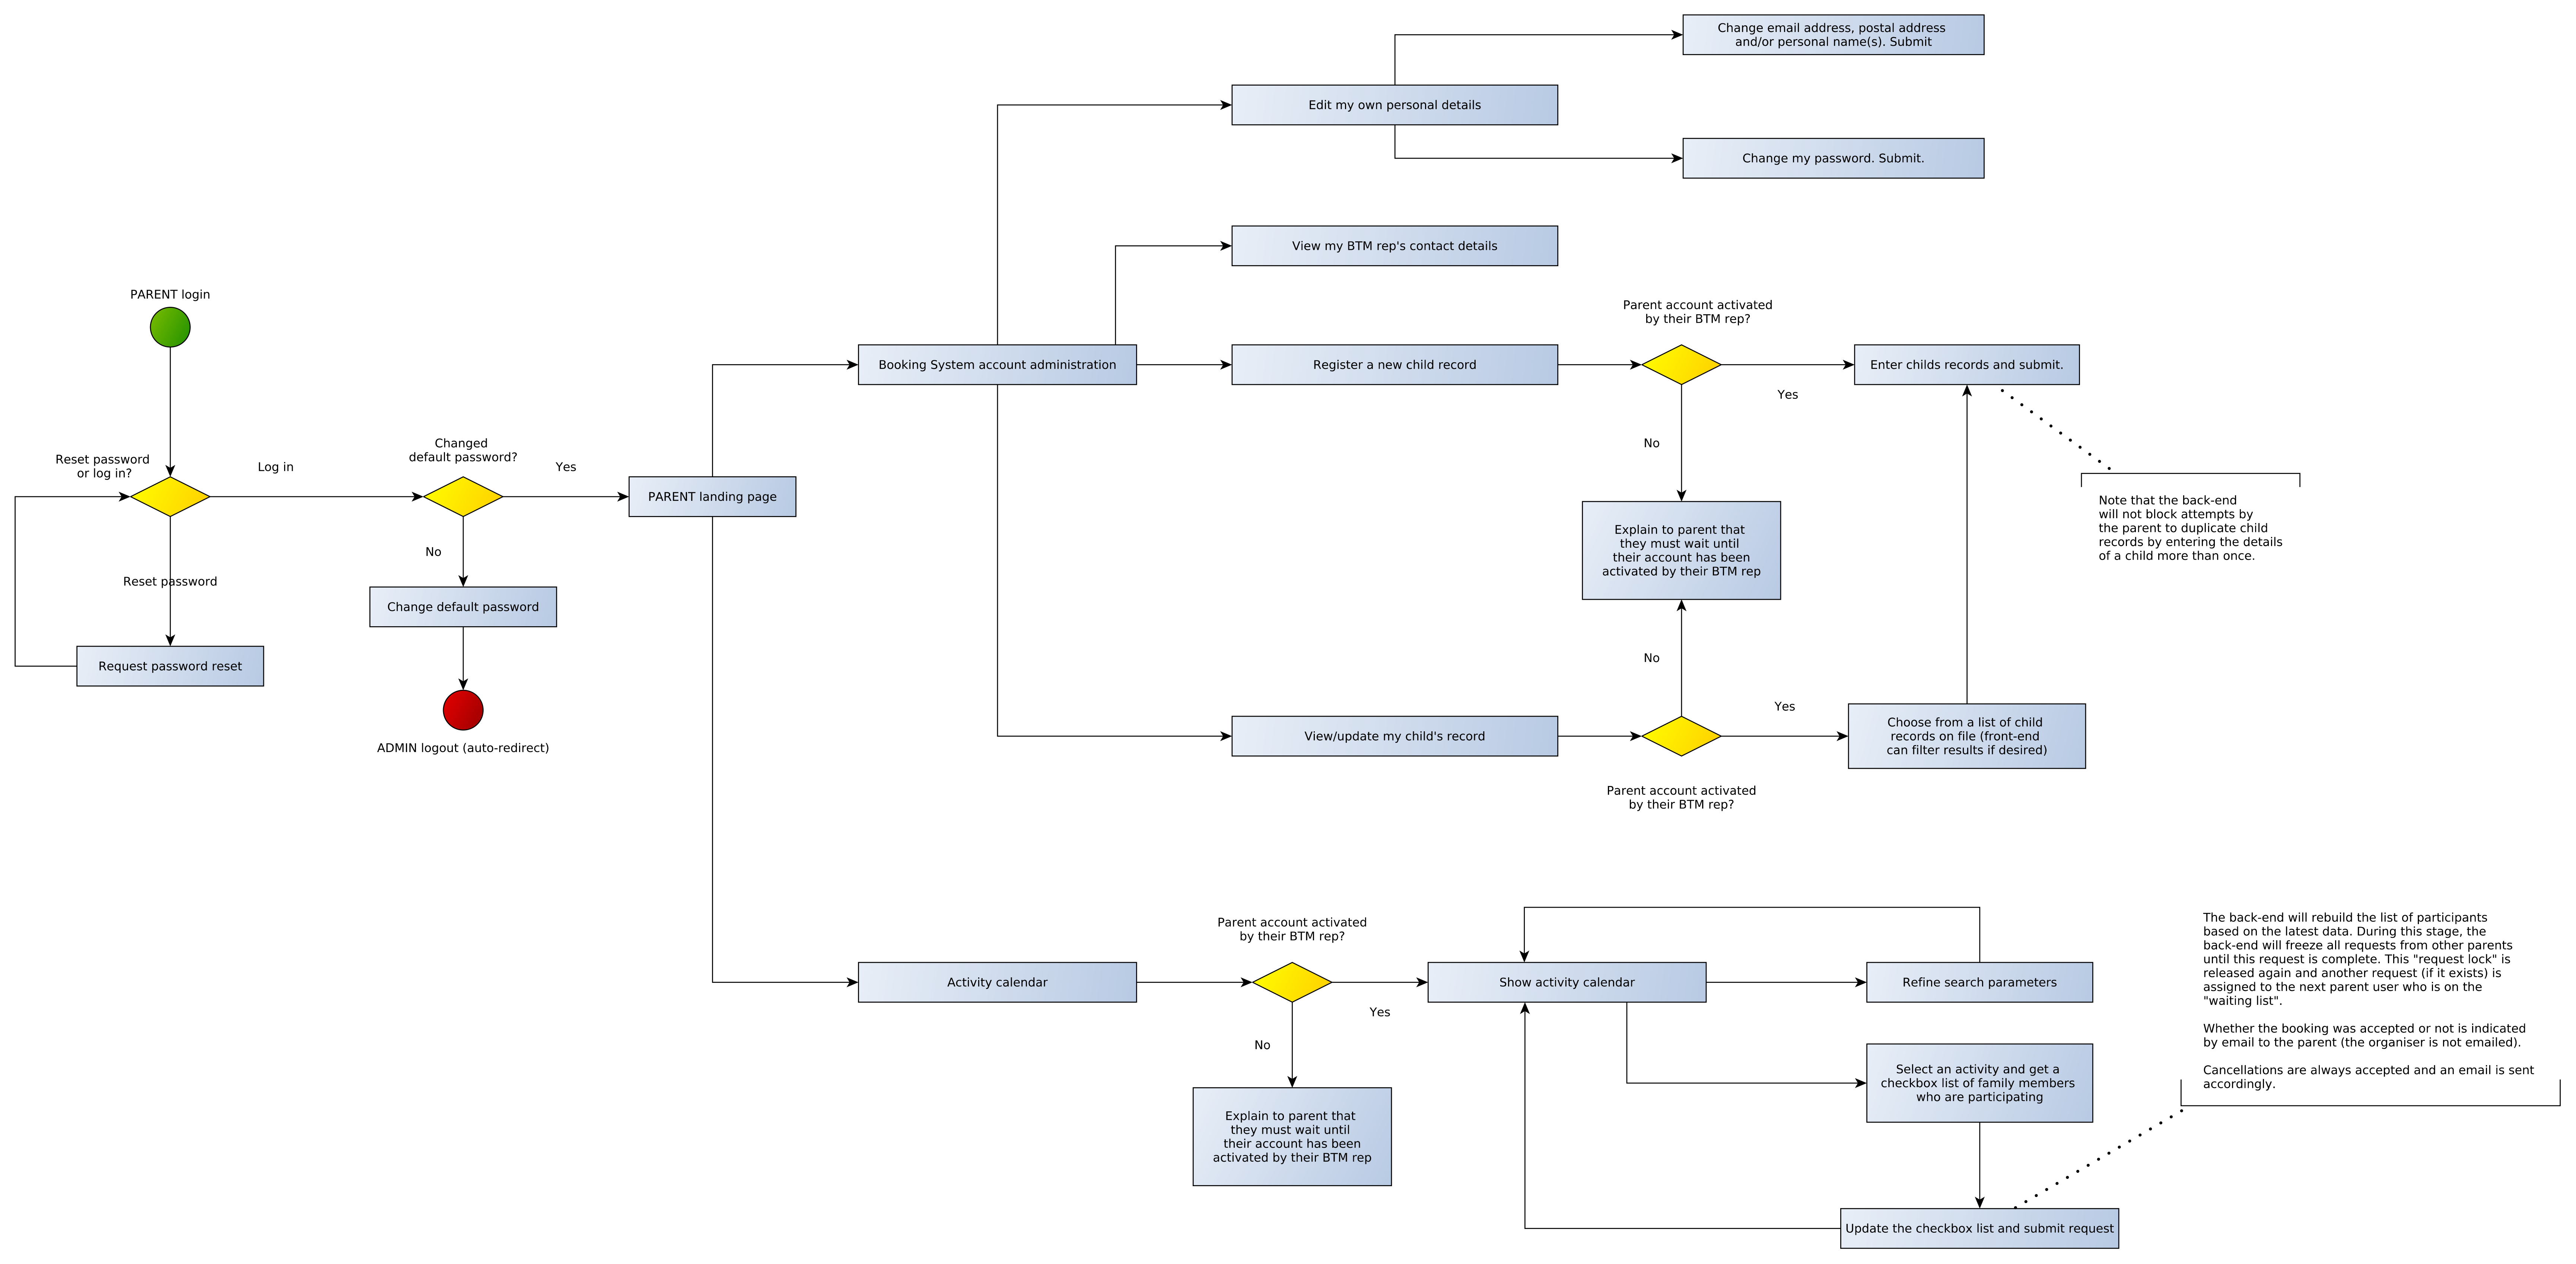 Change email address, postal address
and/or personal name(s). Submit
Edit my own personal details
Change my password. Submit.
View my BTM rep's contact details
PARENT login
Parent account activated
by their BTM rep?
Booking System account administration
Register a new child record
Enter childs records and submit.
Yes
No
Changed
default password?
Reset password
or log in?
Log in
Yes
PARENT landing page
Note that the back-end
will not block attempts by
the parent to duplicate child
records by entering the details
of a child more than once.
Explain to parent that
they must wait until
their account has been
activated by their BTM rep
No
Reset password
Change default password
Request password reset
No
Yes
ADMIN logout (auto-redirect)
View/update my child's record
Choose from a list of child
records on file (front-end
can filter results if desired)
Parent account activated
by their BTM rep?
Parent account activated
by their BTM rep?
Activity calendar
Show activity calendar
Refine search parameters
Yes
No
The back-end will rebuild the list of participants
based on the latest data. During this stage, the
back-end will freeze all requests from other parents
until this request is complete. This "request lock" is
released again and another request (if it exists) is
assigned to the next parent user who is on the
"waiting list".
Whether the booking was accepted or not is indicated
by email to the parent (the organiser is not emailed).
Cancellations are always accepted and an email is sent
accordingly.
Select an activity and get a
checkbox list of family members
who are participating
Explain to parent that
they must wait until
their account has been
activated by their BTM rep
Update the checkbox list and submit request